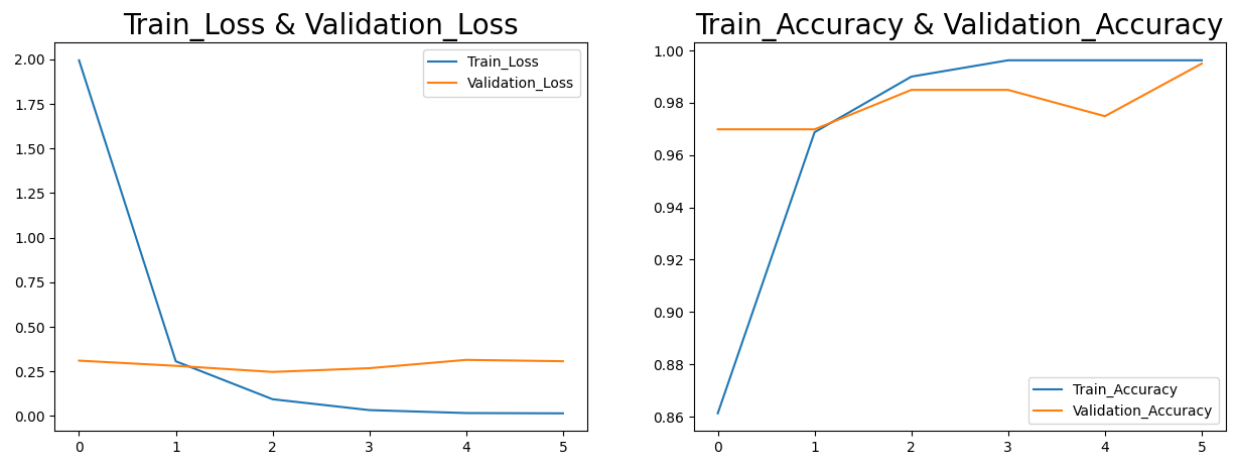 Train_Loss & Validation_Loss
Train_Loss
Validation_Loss
2.00
1.75
1.50
1.25
1.00
0.75
0.50
0.25
0.00
0 1 2 3 4 5
Train_Accuracy & Validation_Accuracy
1.00
0.98
0.96
0.94
0.92
0.90
0.88
0.86
Train_Accuracy
Validation_Accuracy
0 1 2 3 4 5